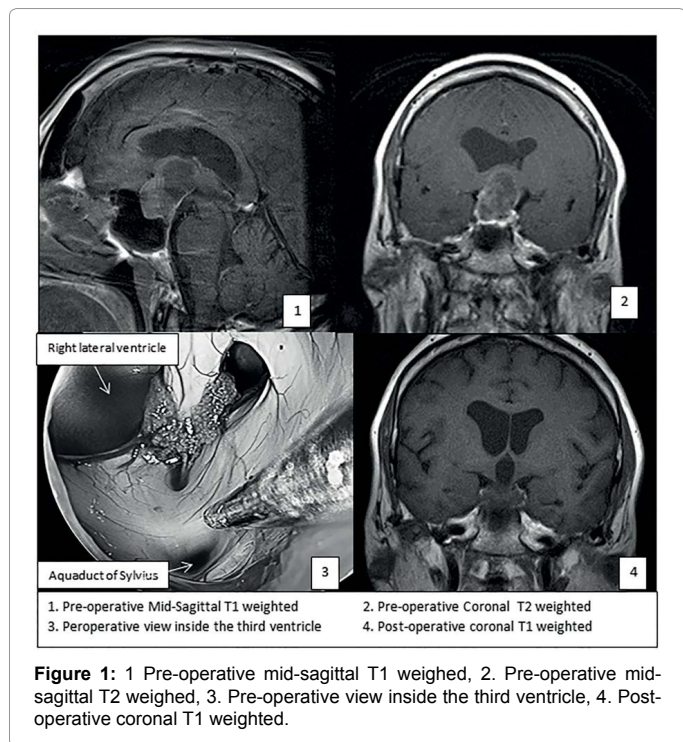 1
2
Right lateral ventricle
Aquaduct of Sylvius
3
4
1. Pre-operative Mid-Sagittal T1 weighted 2. Pre-operative Coronal T2 weighted
3. Peroperative view inside the third ventricle 4. Post-operative coronal T1 weighted
Figure 1: 1 Pre-operative mid-sagittal T1 weighed, 2. Pre-operative mid-
sagittal T2 weighed, 3. Pre-operative view inside the third ventricle, 4. Post-
operative coronal T1 weighted.